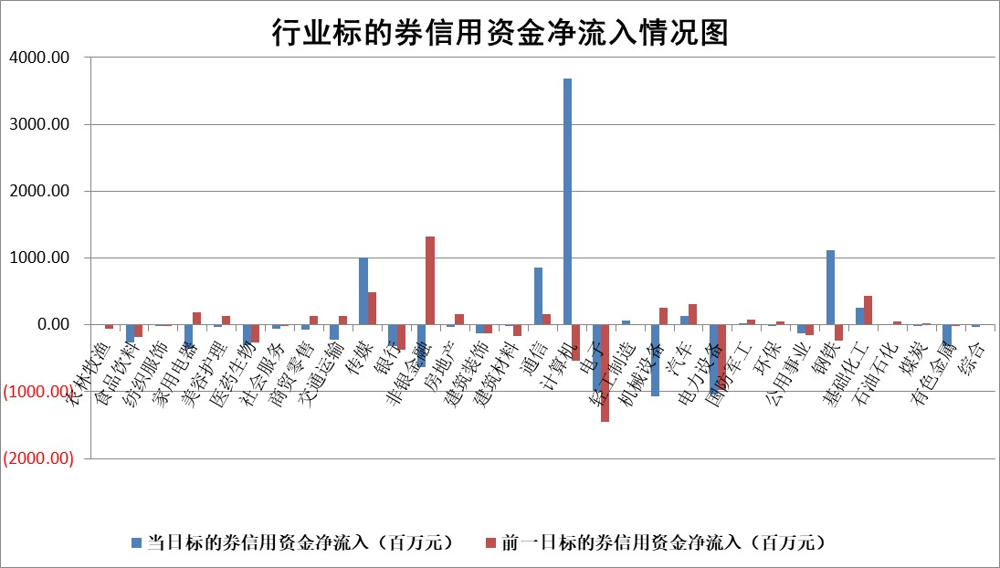 行业标的券信用资金净流入情况图
4000.00
3000.00
2000.00
1000.00
0.00
(1000.00)
(2000.00)
农林牧渔
食品饮料
纺织服饰
家用电器
美容护理
医药生物
社会服务
商贸零售
交通运输
传媒
银行
非银金融
房地产
建筑装饰
建筑材料
通信
计算机
电子
轻工制造
机械设备
汽车
电力设备
国防军工
环保
公用事业
钢铁
基础化工
石油石化
煤炭
有色金属
综合
当日标的券信用资金净流入（百万元）
前一日标的券信用资金净流入（百万元）